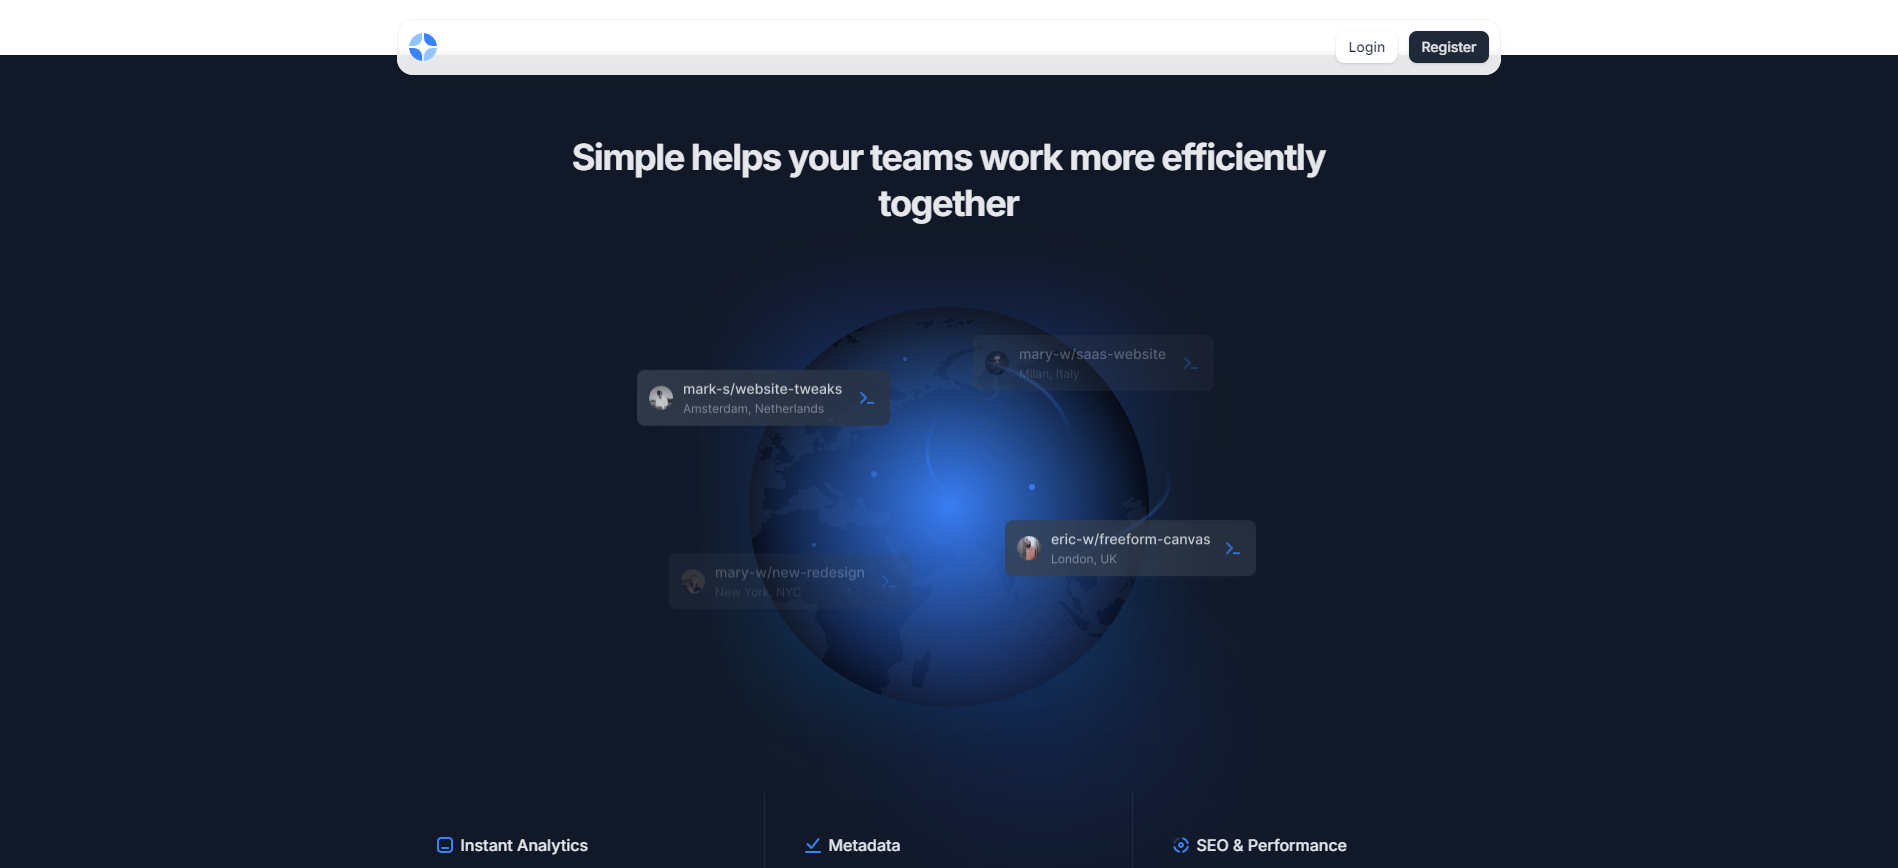 Login
Register
Simple helps your teams work more efficiently
together
mary-w/saas-website
Milan, Italy
mark-s/website-tweaks
Amsterdam, Netherlands
eric-w/freeform-canvas
London, UK
mary-w/new-redesign
New York, NYC
Instant Analytics
Metadata
SEO & Performance